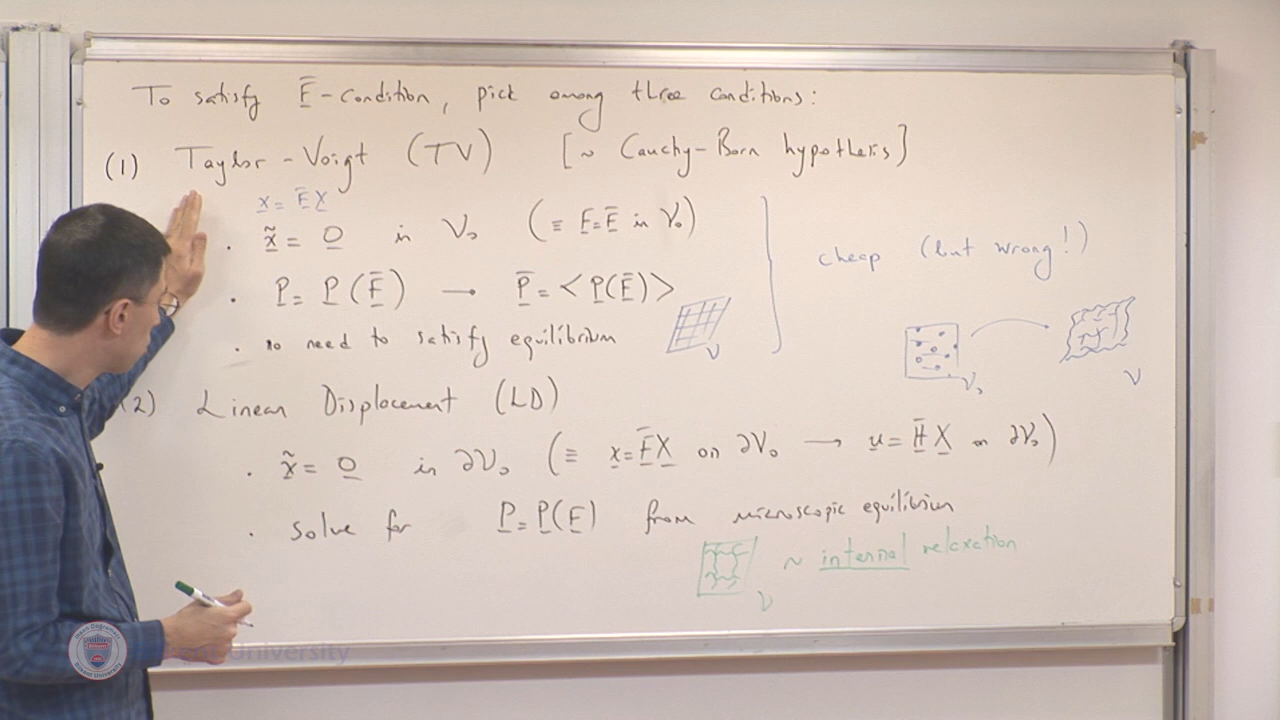 To satisfy F̄-condition, pick among three conditions:
(1) Taylor-Voigt (TV) [~ Cauchy-Born hypothesis]
x = F̄X
· x̃ = 0 in V₀ (≡ F=F̄ in V₀)
cheap (but wrong!)
· P = P(F̄) → P̄ = <P(F̄)>
· no need to satisfy equilibrium
V
V₀
V
2) Linear Displacement (LD)
· x̃ = 0 in ∂V₀ (≡ x = F̄X on ∂V₀ → u = H̄X on ∂V₀)
· solve for P = P(F) from microscopic equilibrium
~ internal relaxation
V
University